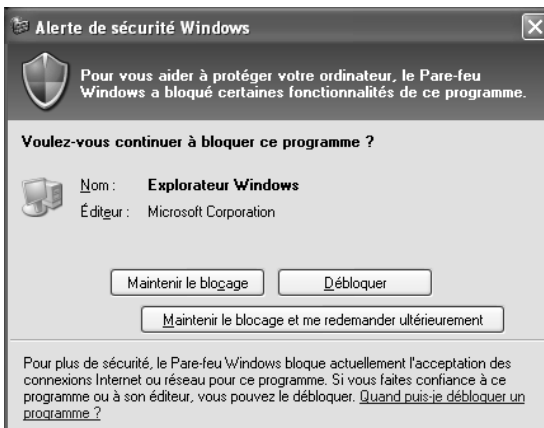 Alerte de sécurité Windows
Pour vous aider à protéger votre ordinateur, le Pare-feu
Windows a bloqué certaines fonctionnalités de ce programme.
Voulez-vous continuer à bloquer ce programme ?
Nom : Explorateur Windows
Éditeur : Microsoft Corporation
Maintenir le blocage Débloquer
Maintenir le blocage et me redemander ultérieurement
Pour plus de sécurité, le Pare-feu Windows bloque actuellement l'acceptation des
connexions Internet ou réseau pour ce programme. Si vous faites confiance à ce
programme ou à son éditeur, vous pouvez le débloquer. Quand puis-je débloquer un
programme ?